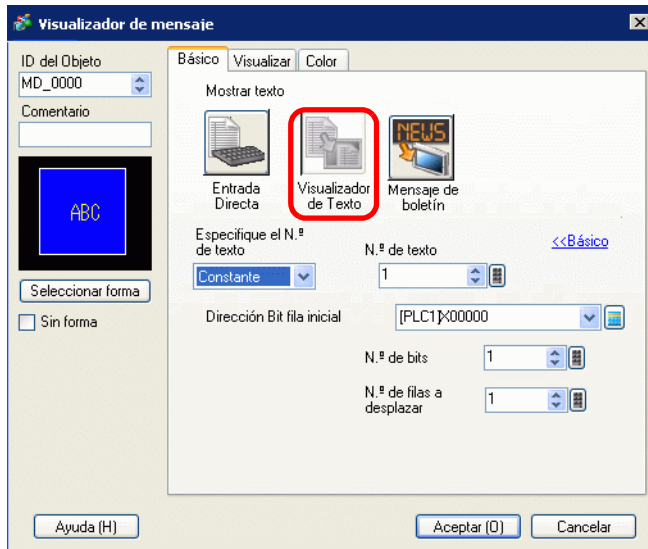 Visualizador de mensaje
ID del Objeto
MD_0000
Comentario
ABC
Seleccionar forma
Sin forma
Básico
Visualizar
Color
Mostrar texto
Entrada
Directa
Visualizador
de Texto
NEWS
Mensaje de
boletín
Especifique el N.º
de texto
Constante
N.º de texto
1
<<Básico
Dirección Bit fila inicial
[PLC1]X00000
N.º de bits
1
N.º de filas a
desplazar
1
Ayuda (H)
Aceptar (O)
Cancelar